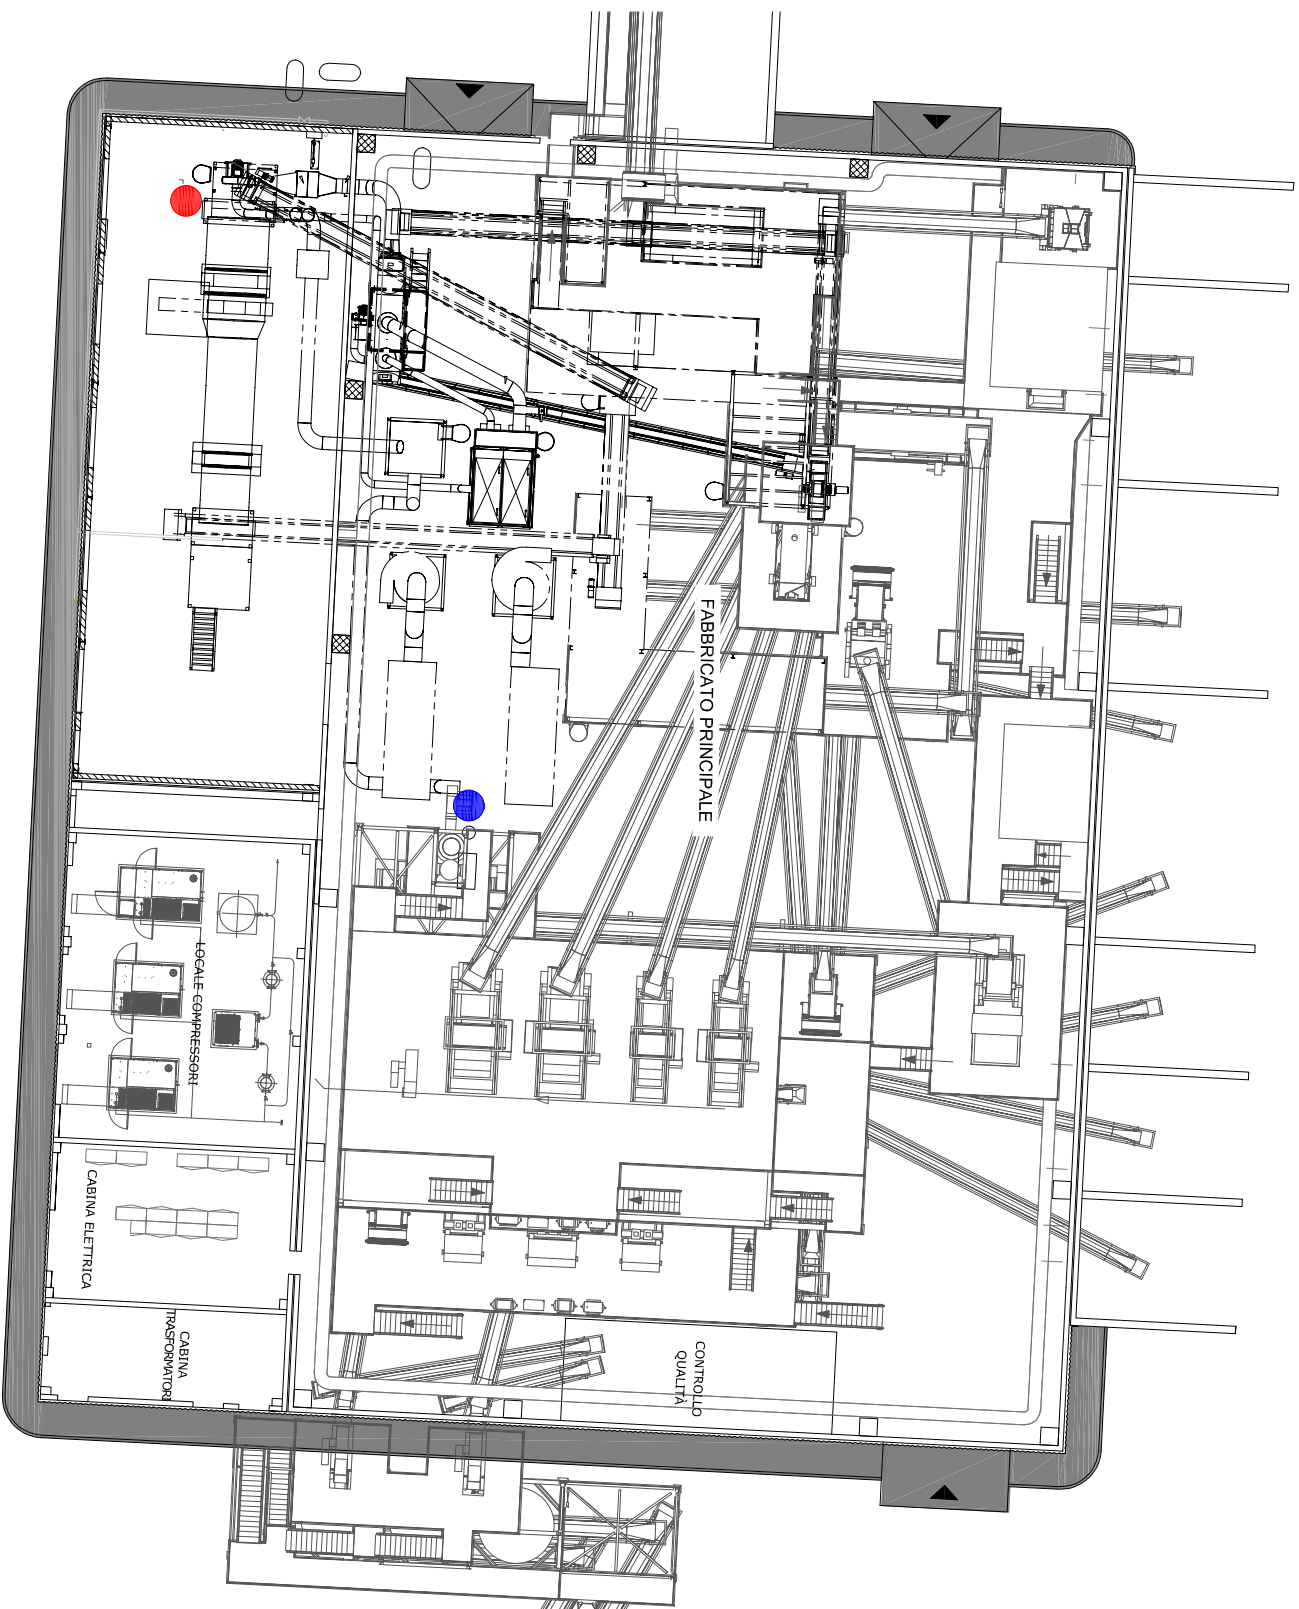 FABBRICATO PRINCIPALE
LOCALE COMPRESSORI
CABINA ELETTRICA
CABINA
TRASFORMATORI
CONTROLLO
QUALITÀ